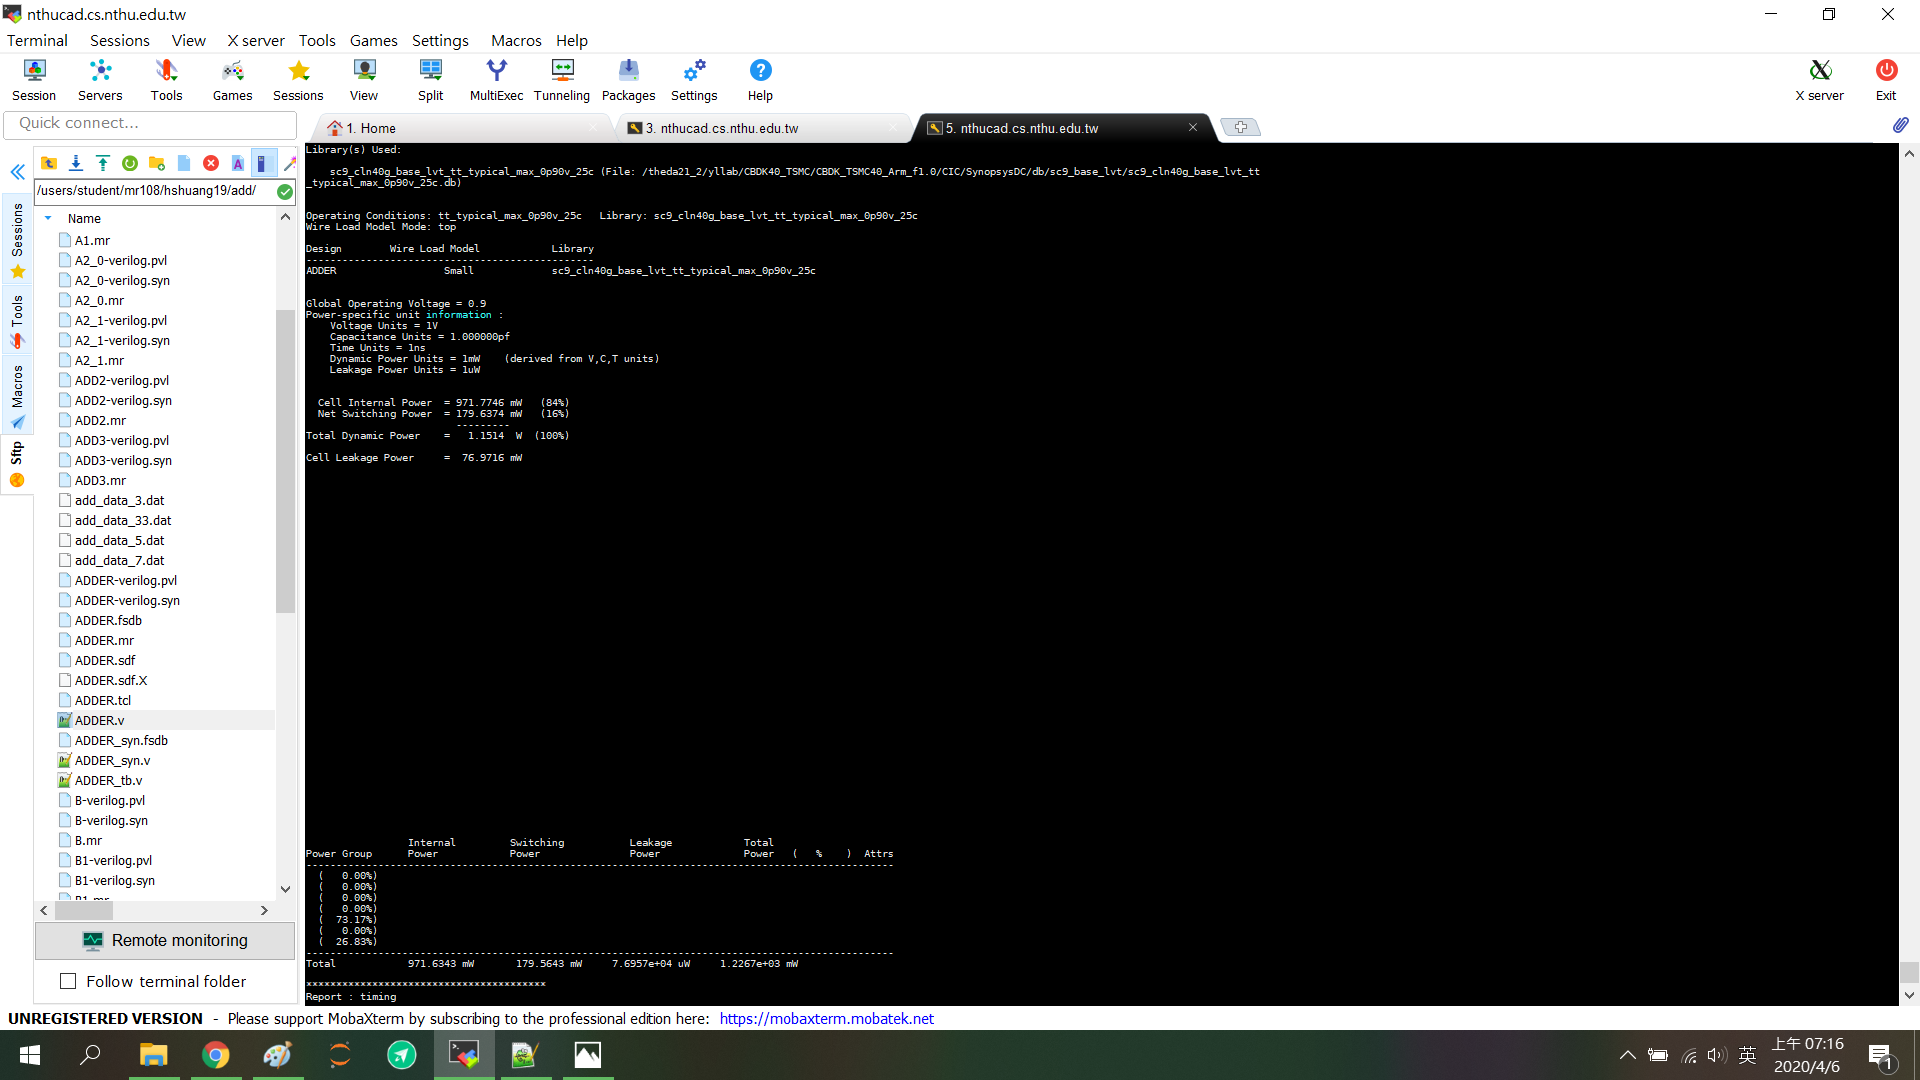 nthucad.cs.nthu.edu.tw
Terminal Sessions View X server Tools Games Settings Macros Help
Session Servers Tools Games Sessions View Split MultiExec Tunneling Packages Settings Help X server Exit
Quick connect...
1. Home
3. nthucad.cs.nthu.edu.tw
5. nthucad.cs.nthu.edu.tw
Sessions
Tools
Macros
Sftp
/users/student/mr108/hshuang19/add/
Name
A1.mr
A2_0-verilog.pvl
A2_0-verilog.syn
A2_0.mr
A2_1-verilog.pvl
A2_1-verilog.syn
A2_1.mr
ADD2-verilog.pvl
ADD2-verilog.syn
ADD2.mr
ADD3-verilog.pvl
ADD3-verilog.syn
ADD3.mr
add_data_3.dat
add_data_33.dat
add_data_5.dat
add_data_7.dat
ADDER-verilog.pvl
ADDER-verilog.syn
ADDER.fsdb
ADDER.mr
ADDER.sdf
ADDER.sdf.X
ADDER.tcl
ADDER.v
ADDER_syn.fsdb
ADDER_syn.v
ADDER_tb.v
B-verilog.pvl
B-verilog.syn
B.mr
B1-verilog.pvl
B1-verilog.syn
B1.mr
Remote monitoring
Follow terminal folder
Library(s) Used:
sc9_cln40g_base_lvt_tt_typical_max_0p90v_25c (File: /theda21_2/yllab/CBDK40_TSMC/CBDK_TSMC40_Arm_f1.0/CIC/SynopsysDC/db/sc9_base_lvt/sc9_cln40g_base_lvt_tt
_typical_max_0p90v_25c.db)
Operating Conditions: tt_typical_max_0p90v_25c Library: sc9_cln40g_base_lvt_tt_typical_max_0p90v_25c
Wire Load Model Mode: top
Design Wire Load Model Library
------------------------------------------------
ADDER Small sc9_cln40g_base_lvt_tt_typical_max_0p90v_25c
Global Operating Voltage = 0.9
Power-specific unit information :
Voltage Units = 1V
Capacitance Units = 1.000000pf
Time Units = 1ns
Dynamic Power Units = 1mW (derived from V,C,T units)
Leakage Power Units = 1uW
Cell Internal Power = 971.7746 mW (84%)
Net Switching Power = 179.6374 mW (16%)
---------
Total Dynamic Power = 1.1514 W (100%)
Cell Leakage Power = 76.9716 mW
Internal Switching Leakage Total
Power Group Power Power Power Power ( % ) Attrs
--------------------------------------------------------------------------------------------------
( 0.00%)
( 0.00%)
( 0.00%)
( 0.00%)
( 73.17%)
( 0.00%)
( 26.83%)
--------------------------------------------------------------------------------------------------
Total 971.6343 mW 179.5643 mW 7.6957e+04 uW 1.2267e+03 mW
****************************************
Report : timing
UNREGISTERED VERSION - Please support MobaXterm by subscribing to the professional edition here: https://mobaxterm.mobatek.net
英
上午 07:16
2020/4/6
1